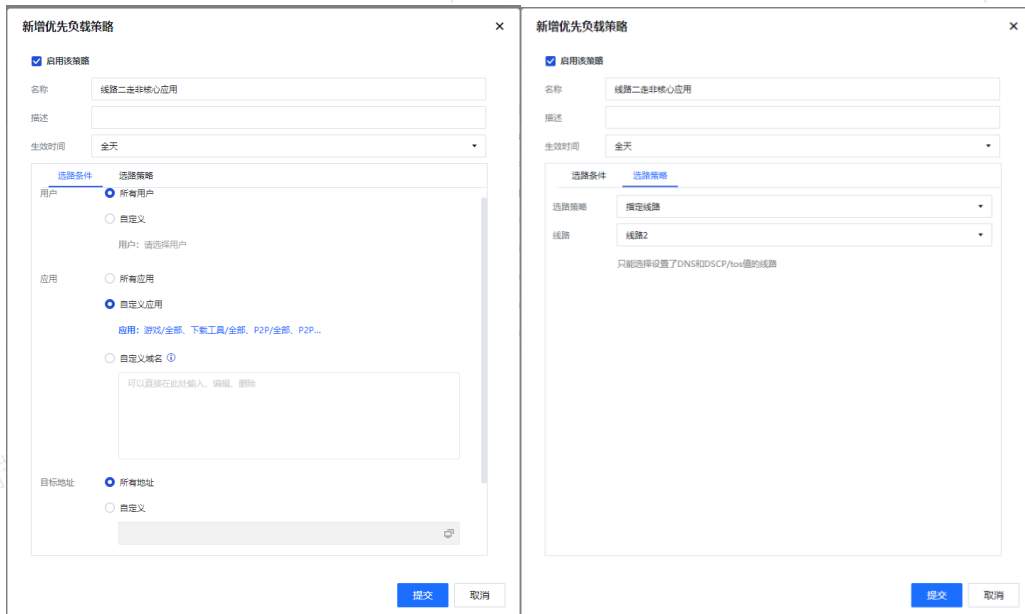 新增优先负载策略
启用该策略
名称 线路二走非核心应用
描述
生效时间 全天
选路条件 选路策略
用户 所有用户
自定义
用户：请选择用户
应用 所有应用
自定义应用
应用：游戏/全部、下载工具/全部、P2P/全部、P2P...
自定义域名
可以直接在此处输入、编辑、删除
目标地址 所有地址
自定义
提交 取消
新增优先负载策略
启用该策略
名称 线路二走非核心应用
描述
生效时间 全天
选路条件 选路策略
选路策略 指定线路
线路 线路2
只能选择设置了DNS和DSCP/tos值的线路
提交 取消